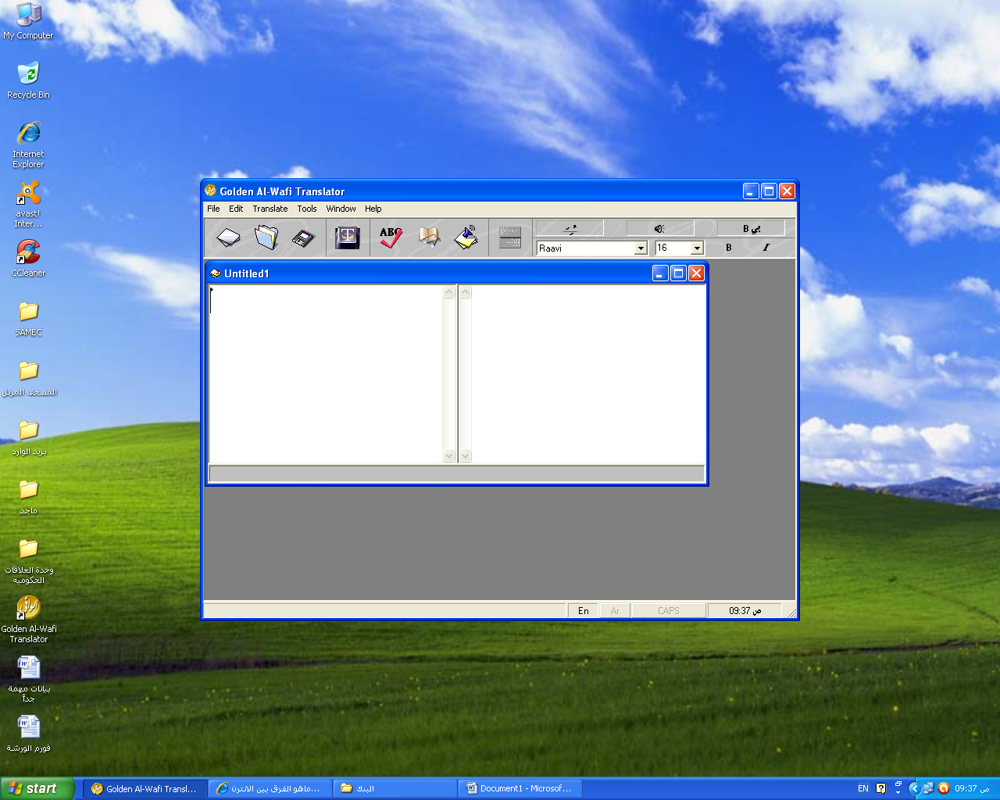 My Computer
Recycle Bin
Internet
Explorer
avast!
Inter...
CCleaner
SAMEC
المصحف المرتل
بريد الوارد
ماجد
وحدة العلاقات
الحكوميه
Golden Al-Wafi
Translator
بيانات مهمة
جداً
فورم الورشة
Golden Al-Wafi Translator
File Edit Translate Tools Window Help
ABC
B بي
Raavi 16 B I
Untitled1
En Ar CAPS 09:37 ص
start
Golden Al-Wafi Transl...
ماهو الفرق بين الانترن...
البنك
Document1 - Microsof...
EN
09:37 ص